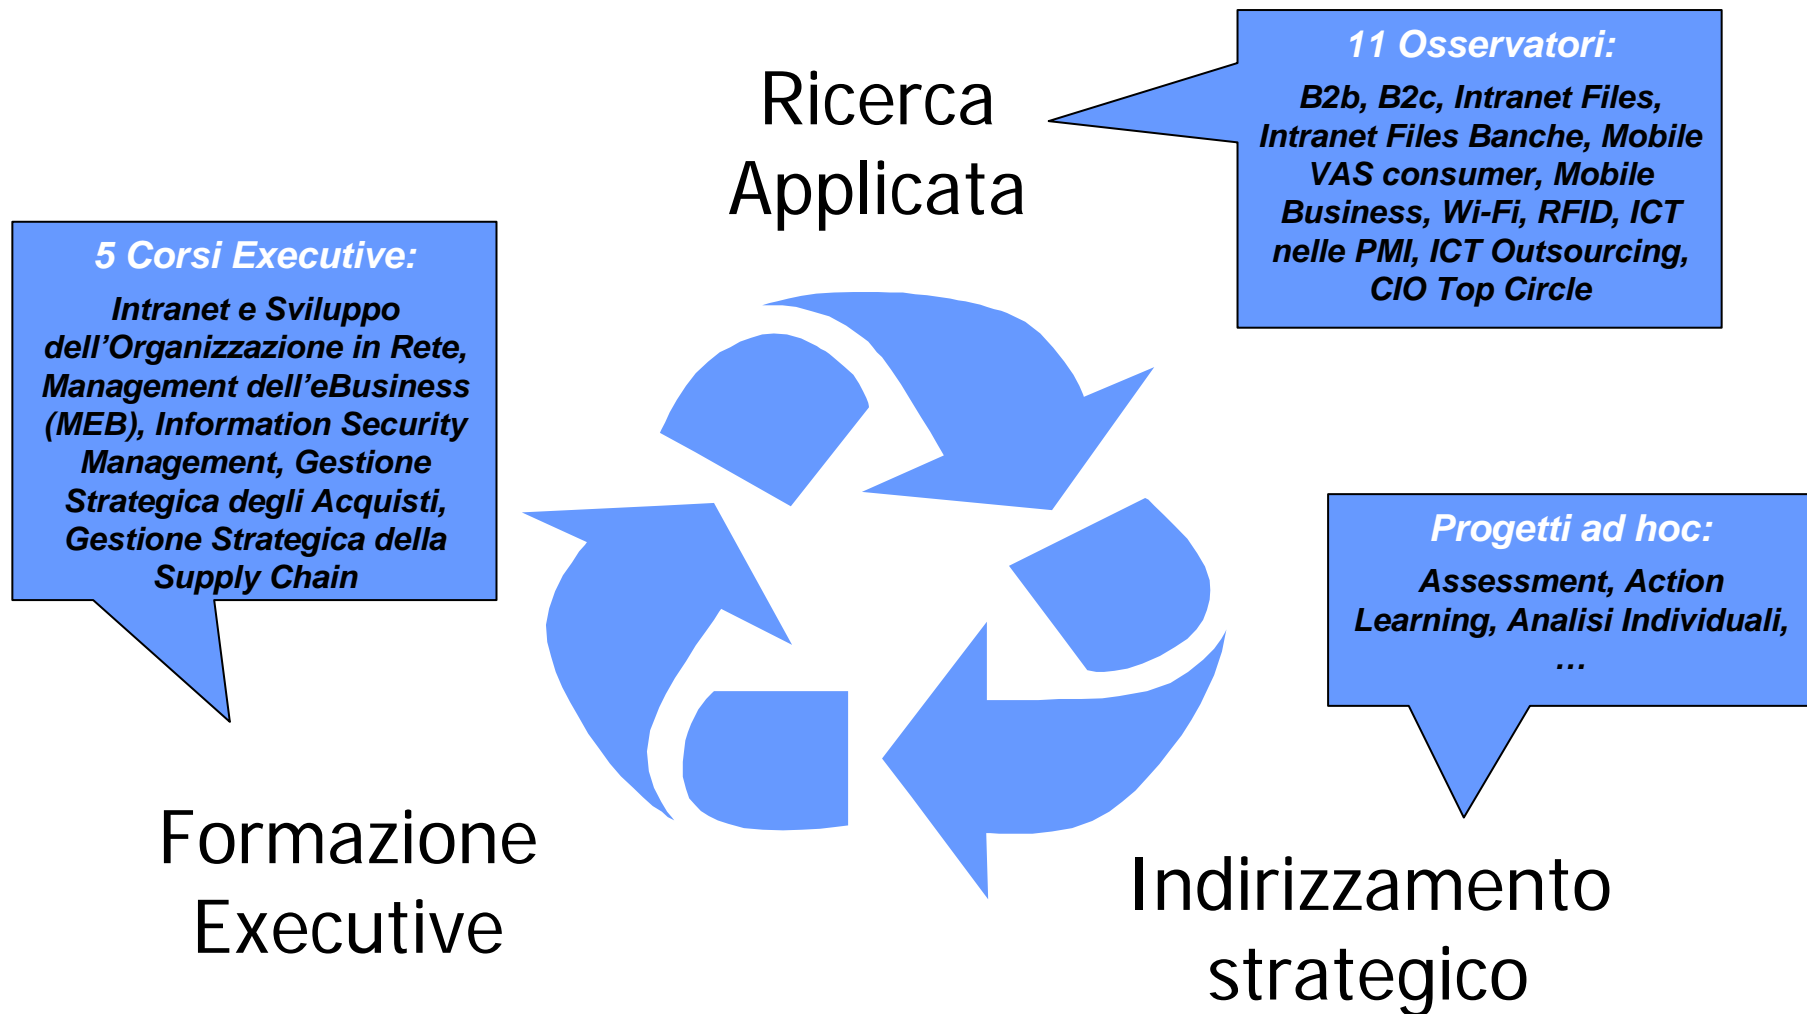 Ricerca
Applicata
11 Osservatori:
B2b, B2c, Intranet Files,
Intranet Files Banche, Mobile
VAS consumer, Mobile
Business, Wi-Fi, RFID, ICT
nelle PMI, ICT Outsourcing,
CIO Top Circle
5 Corsi Executive:
Intranet e Sviluppo
dell’Organizzazione in Rete,
Management dell’eBusiness
(MEB), Information Security
Management, Gestione
Strategica degli Acquisti,
Gestione Strategica della
Supply Chain
Progetti ad hoc:
Assessment, Action
Learning, Analisi Individuali,
…
Formazione
Executive
Indirizzamento
strategico